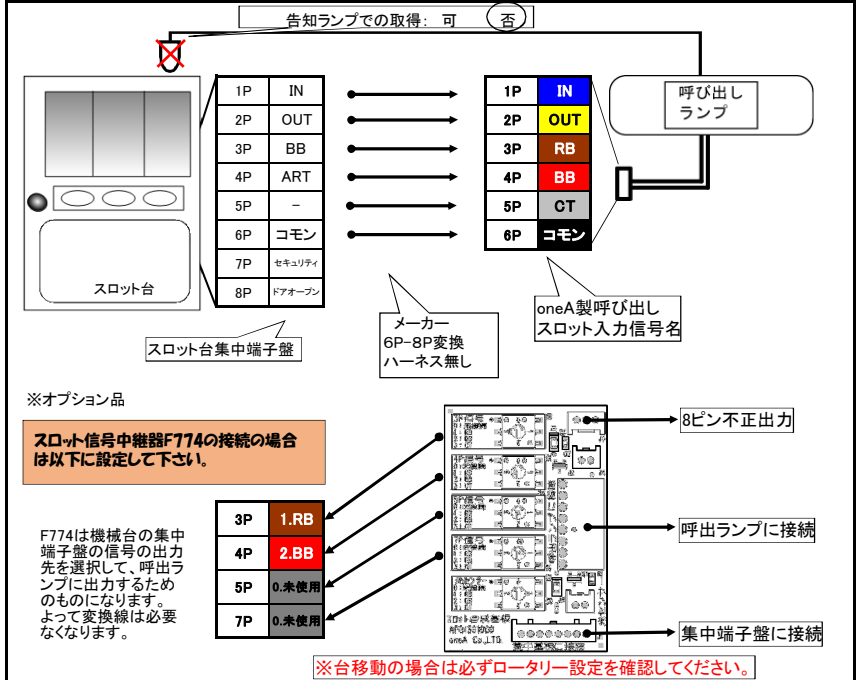 告知ランプでの取得： 可 否
1P IN
2P OUT
3P BB
4P ART
5P －
6P コモン
7P セキュリティ
8P ドアオープン
1P IN
2P OUT
3P RB
4P BB
5P CT
6P コモン
呼び出し
ランプ
スロット台
スロット台集中端子盤
メーカー
6P-8P変換
ハーネス無し
oneA製呼び出し
スロット入力信号名
※オプション品
スロット信号中継器F774の接続の場合
は以下に設定して下さい。
F774は機械台の集中
端子盤の信号の出力
先を選択して、呼出ラ
ンプに出力するため
のものになります。
よって変換線は必要
なくなります。
3P 1.RB
4P 2.BB
5P 0.未使用
7P 0.未使用
8ピン不正出力
呼出ランプに接続
集中端子盤に接続
oneA Co.,LTD.
※台移動の場合は必ずロータリー設定を確認してください。